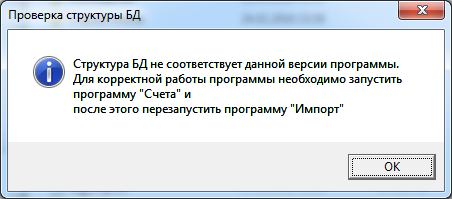 Проверка структуры БД
Структура БД не соответствует данной версии программы.
Для корректной работы программы необходимо запустить
программу "Счета" и
после этого перезапустить программу "Импорт"
ОК